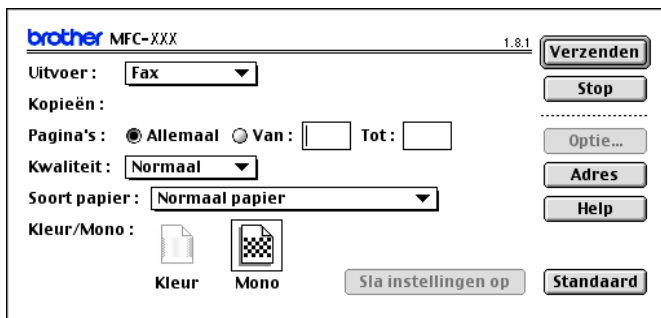 brother MFC-XXX 1.8.1
Verzenden
Uitvoer : Fax
Stop
Kopieën :
Pagina's : Allemaal Van : Tot :
Optie...
Kwaliteit : Normaal
Adres
Soort papier : Normaal papier
Help
Kleur/Mono :
Kleur Mono
Sla instellingen op
Standaard